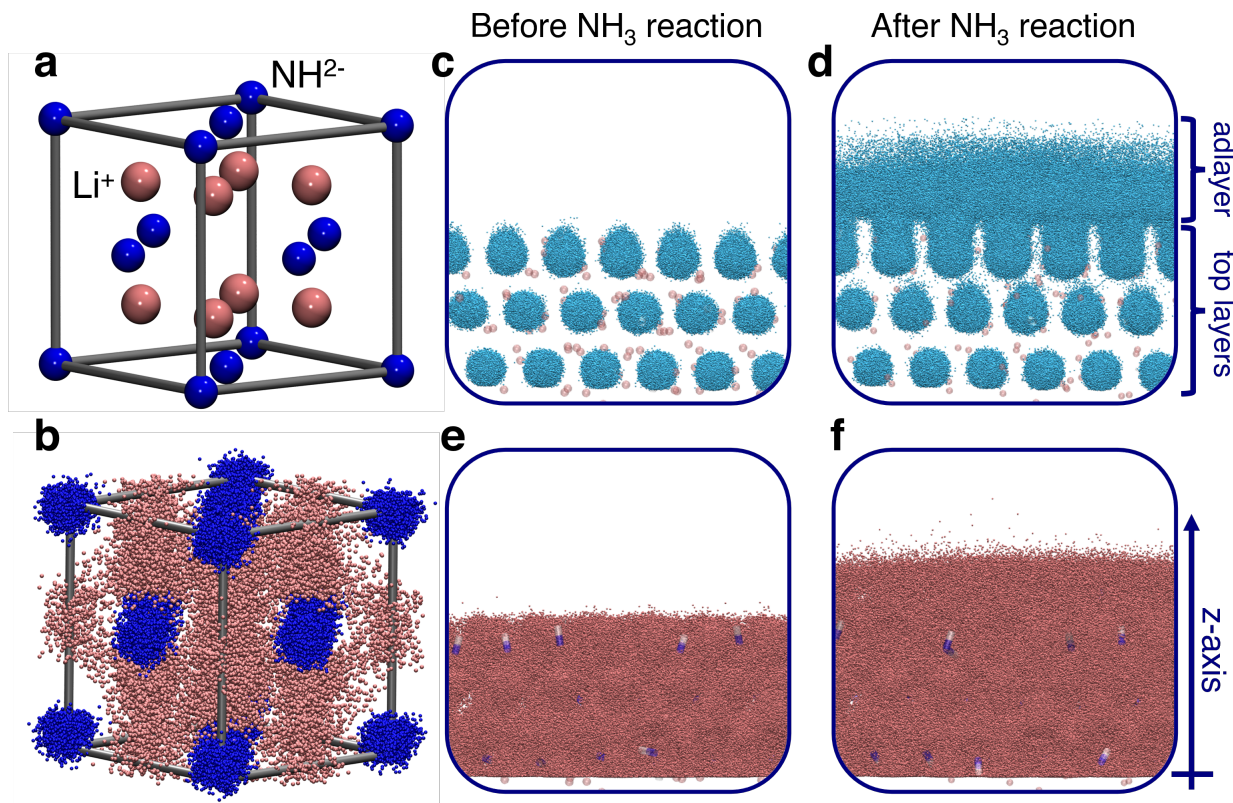 Before NH₃ reaction
After NH₃ reaction
a
NH²⁻
Li⁺
c
d
adlayer
top layers
b
e
f
z-axis